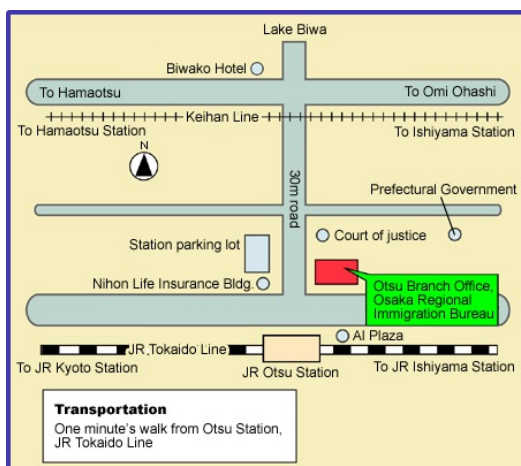 Lake Biwa
Biwako Hotel
To Hamaotsu
To Omi Ohashi
Keihan Line
To Hamaotsu Station
To Ishiyama Station
N
30m road
Prefectural Government
Station parking lot
Court of justice
Nihon Life Insurance Bldg.
Otsu Branch Office,
Osaka Regional
Immigration Bureau
Al Plaza
JR Tokaido Line
To JR Kyoto Station
JR Otsu Station
To JR Ishiyama Station
Transportation
One minute's walk from Otsu Station,
JR Tokaido Line